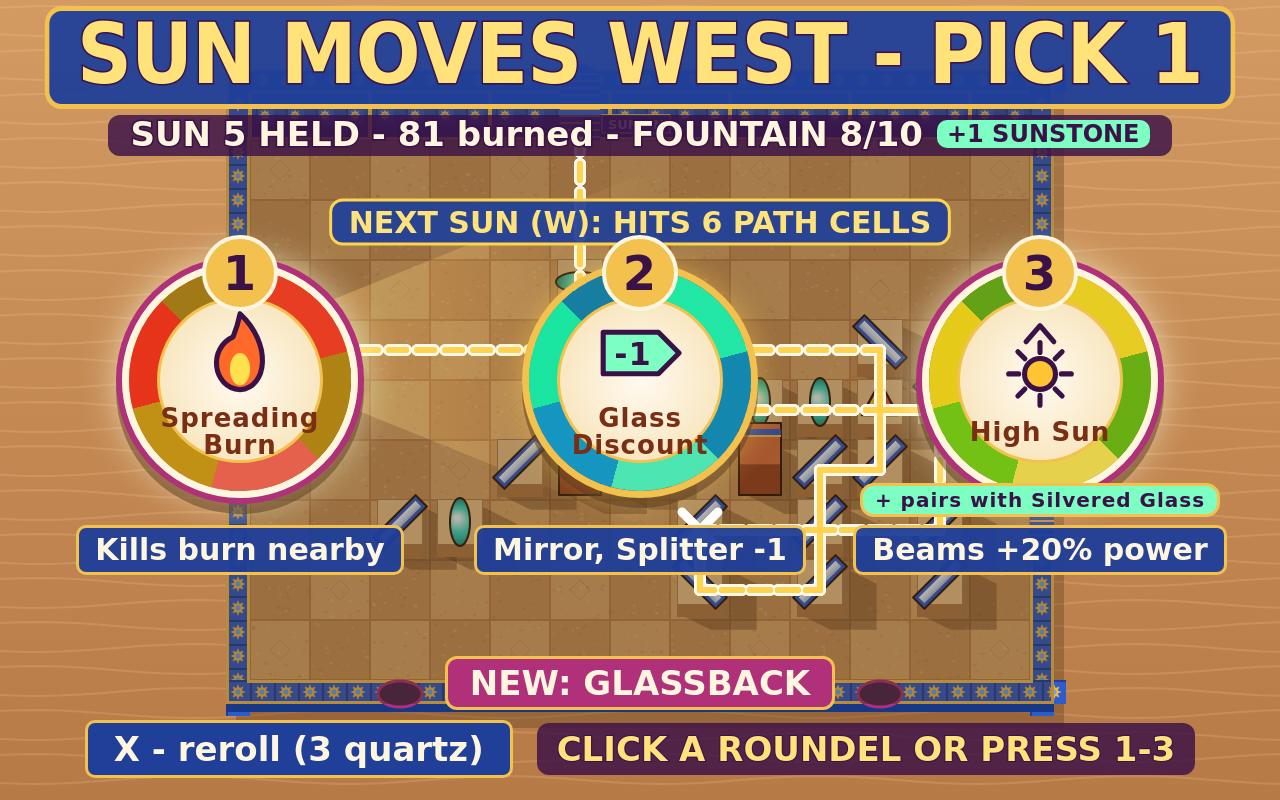 SUN MOVES WEST - PICK 1
SUN 5 HELD - 81 burned - FOUNTAIN 8/10 +1 SUNSTONE
NEXT SUN (W): HITS 6 PATH CELLS
1
2
3
-1
Spreading
Burn
Glass
Discount
High Sun
+ pairs with Silvered Glass
Kills burn nearby
Mirror, Splitter -1
Beams +20% power
NEW: GLASSBACK
X - reroll (3 quartz)
CLICK A ROUNDEL OR PRESS 1-3